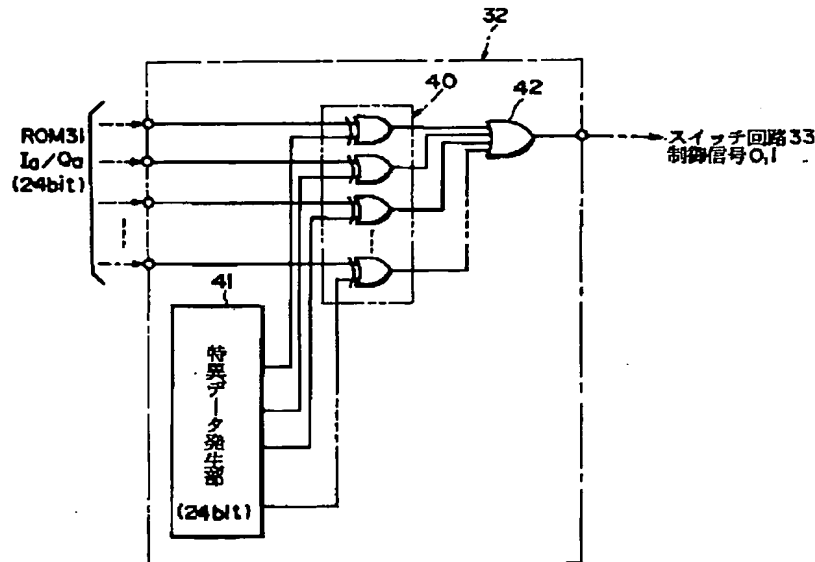 32
40
42
ROM31
Ia/Qa
(24bit)
スイッチ回路33
制御信号0,1
41
特異データ発生部
(24bit)